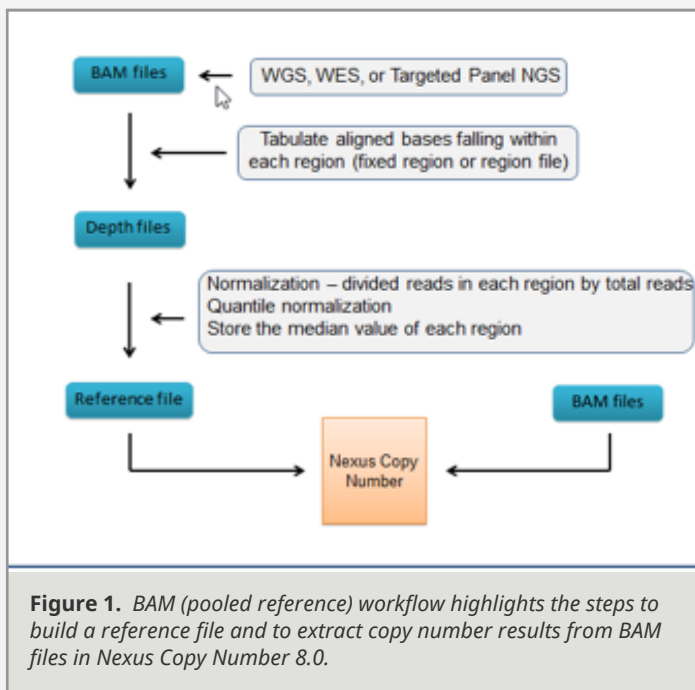 BAM files
WGS, WES, or Targeted Panel NGS
Tabulate aligned bases falling within
each region (fixed region or region file)
Depth files
Normalization – divided reads in each region by total reads
Quantile normalization
Store the median value of each region
Reference file
BAM files
Nexus Copy
Number
Figure 1. BAM (pooled reference) workflow highlights the steps to
build a reference file and to extract copy number results from BAM
files in Nexus Copy Number 8.0.